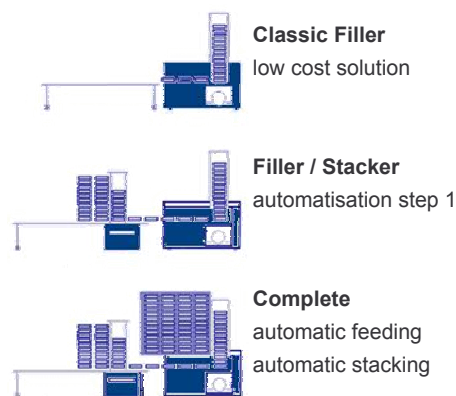 Classic Filler
low cost solution
Filler / Stacker
automatisation step 1
Complete
automatic feeding
automatic stacking